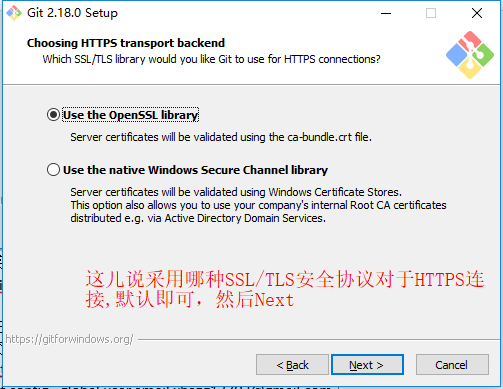 Git 2.18.0 Setup
Choosing HTTPS transport backend
Which SSL/TLS library would you like Git to use for HTTPS connections?
Use the OpenSSL library
Server certificates will be validated using the ca-bundle.crt file.
Use the native Windows Secure Channel library
Server certificates will be validated using Windows Certificate Stores.
This option also allows you to use your company's internal Root CA certificates
distributed e.g. via Active Directory Domain Services.
这儿说采用哪种SSL/TLS安全协议对于HTTPS连
接,默认即可，然后Next
https://gitforwindows.org/
< Back
Next >
Cancel